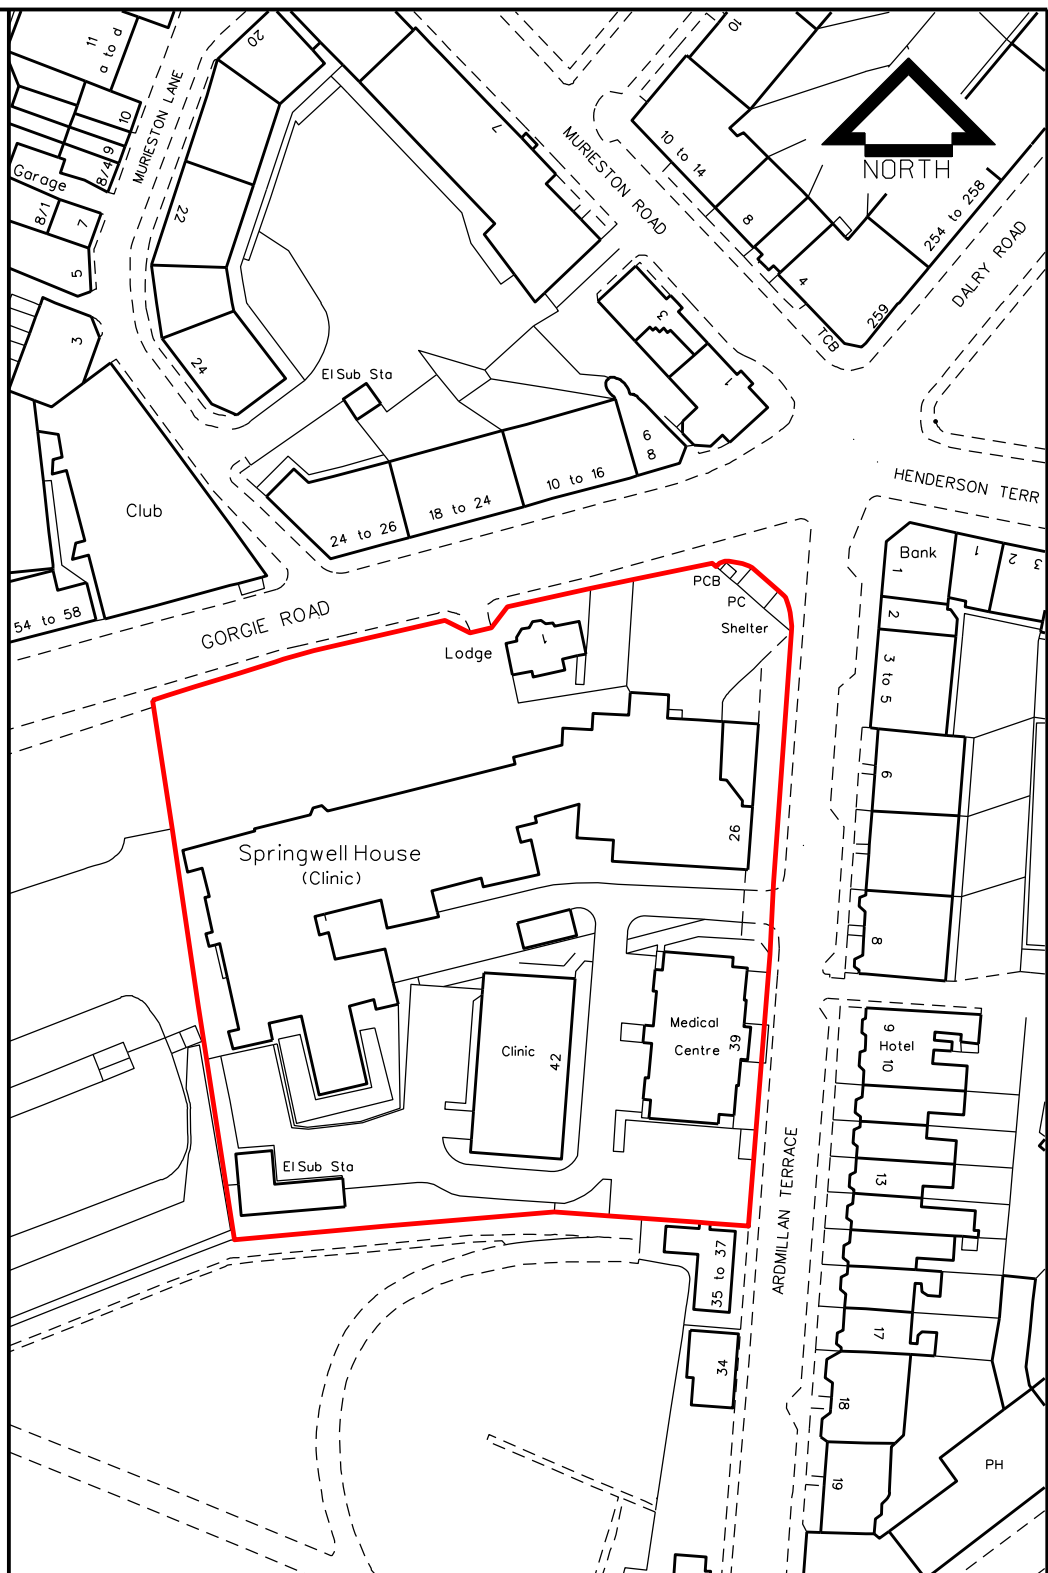 11
a to d
20
10
MURIESTON LANE
10
9
8/4
Garage
8/1
7
5
3
22
24
7
MURIESTON ROAD
10 to 14
8
4
TCB
259
254 to 258
NORTH
DALRY ROAD
3
1
El Sub Sta
6
8
10 to 16
18 to 24
24 to 26
Club
54 to 58
GORGIE ROAD
HENDERSON TERR
Bank
1
1
2
3
2
3 to 5
6
8
PCB
PC
Shelter
1
Lodge
26
Springwell House
(Clinic)
Clinic
42
Medical
Centre
39
El Sub Sta
9
Hotel
10
13
17
18
19
PH
ARDMILLAN TERRACE
35 to 37
34